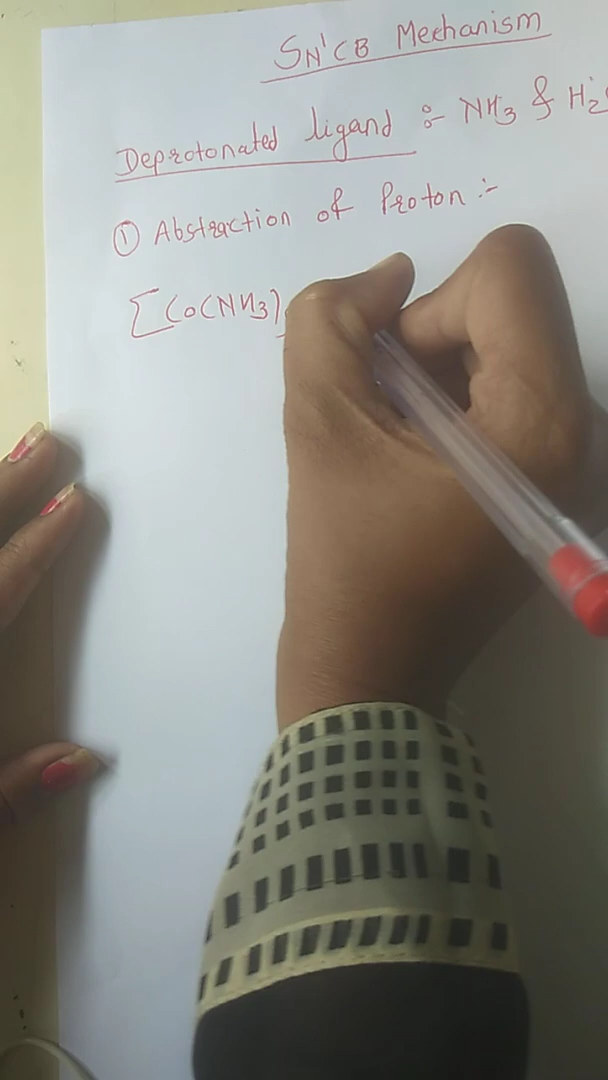 SN'CB Mechanism
Deprotonated ligand :- NH3 & H2
① Abstraction of Proton :-
[Co(NH3)